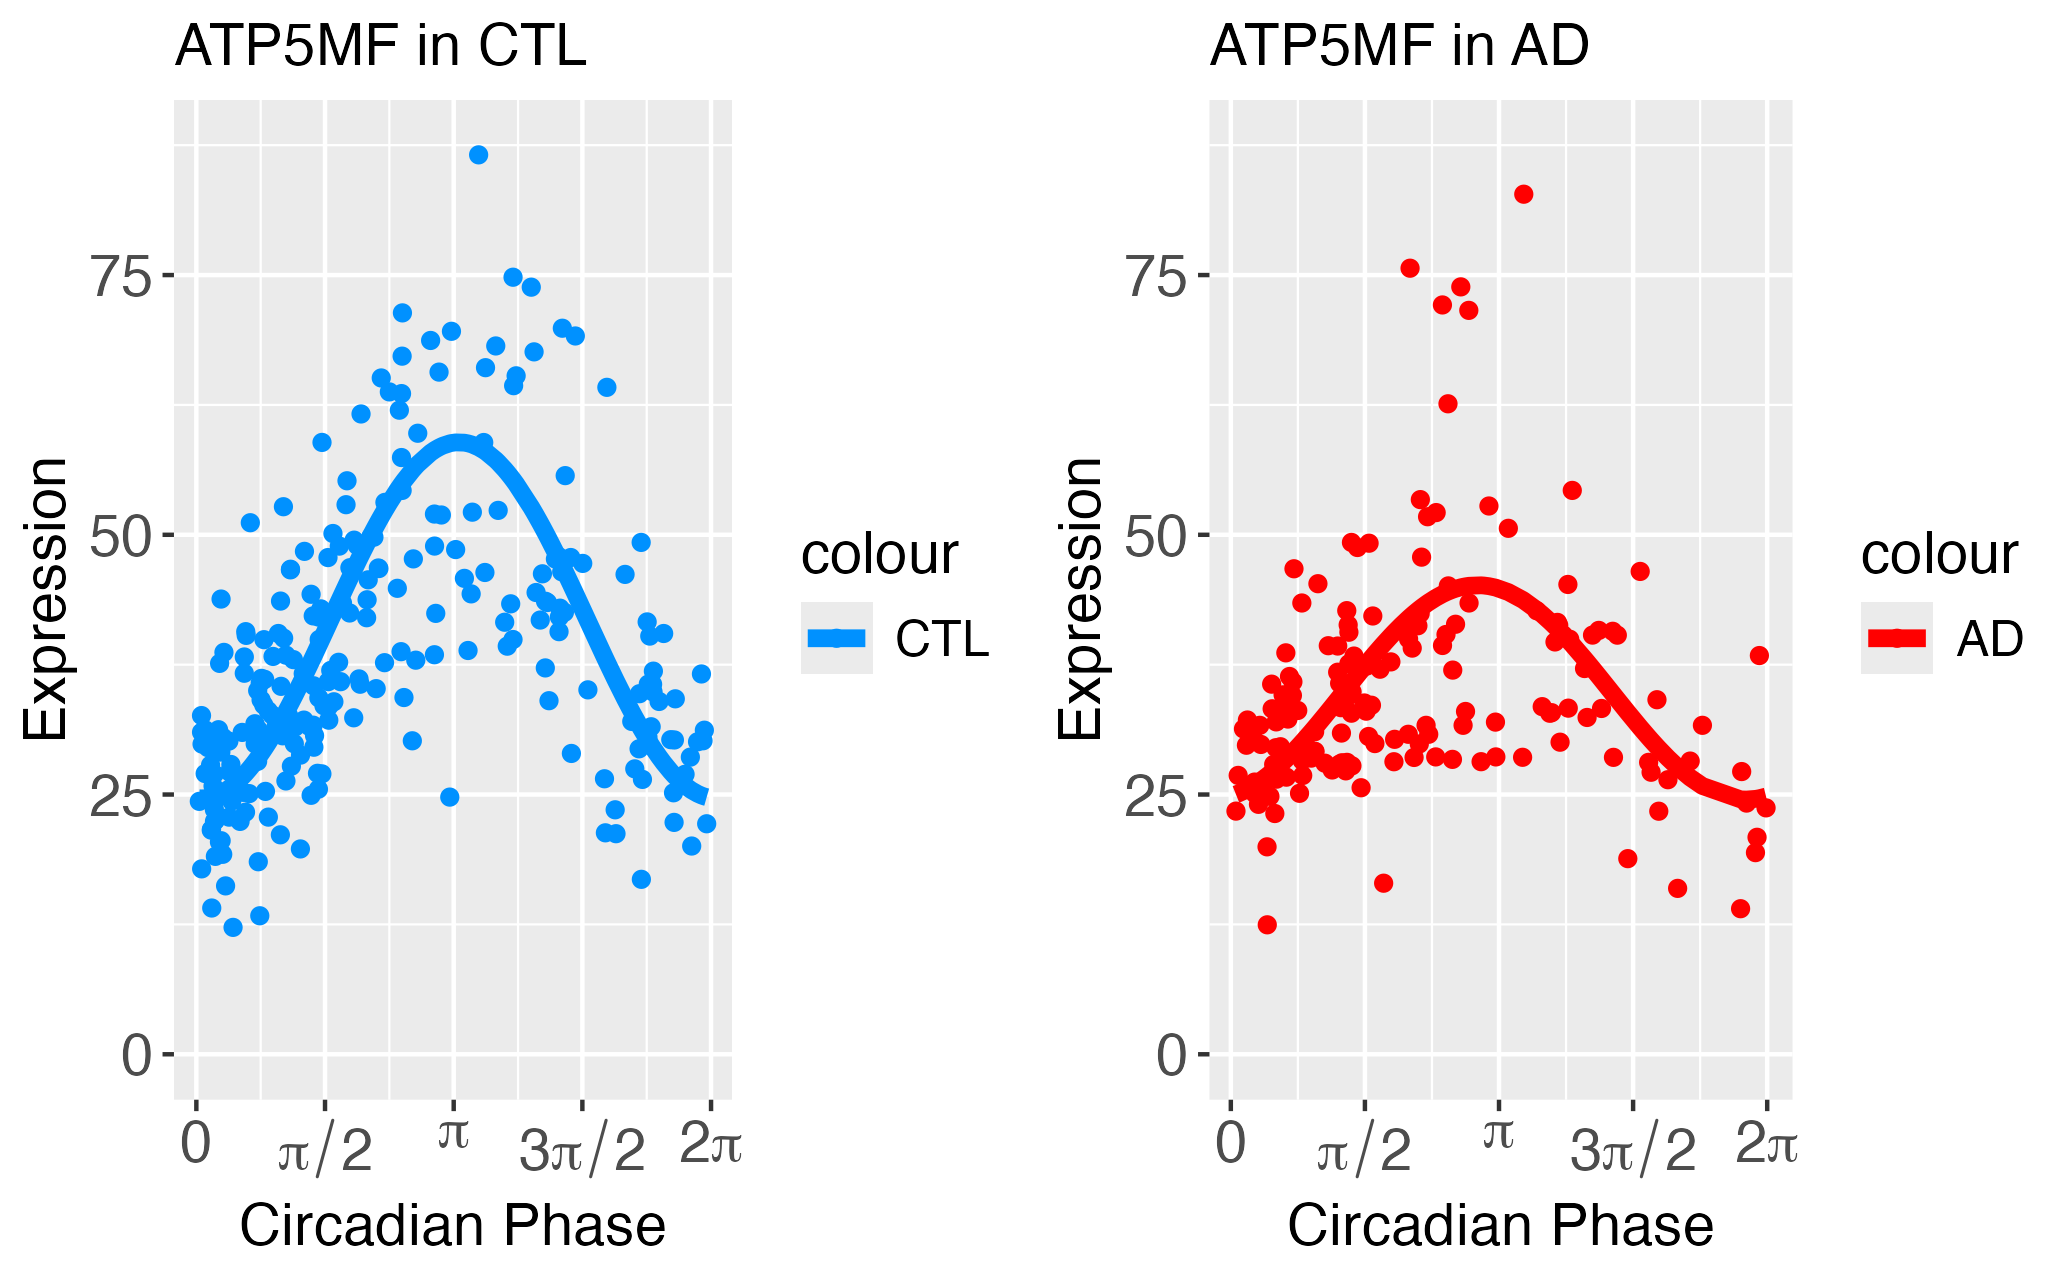 ATP5MF in CTL
75
50
25
0
0 π/2 π 3π/2 2π
Circadian Phase
Expression
colour
CTL
ATP5MF in AD
75
50
25
0
0 π/2 π 3π/2 2π
Circadian Phase
Expression
colour
AD